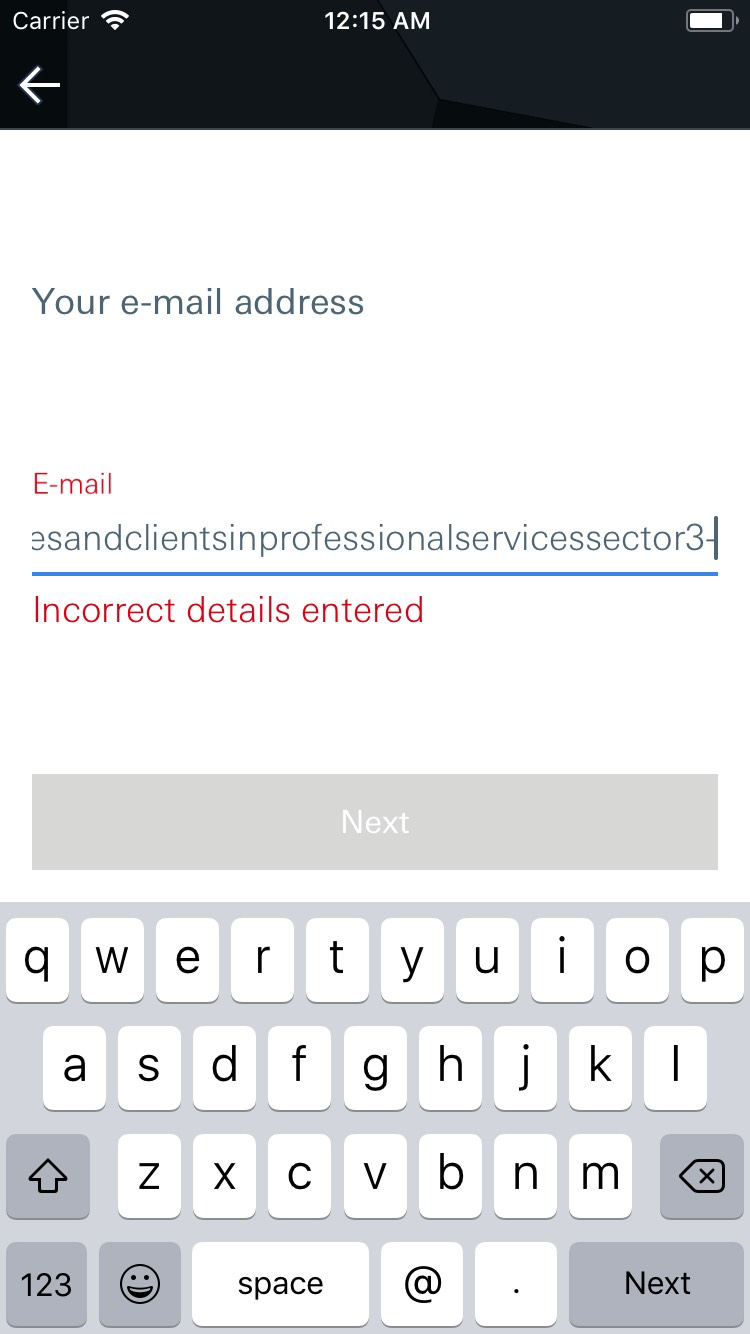 Carrier 12:15 AM
Your e-mail address
E-mail
esandclientsinprofessionalservicessector3-
Incorrect details entered
Next
q w e r t y u i o p
a s d f g h j k l
z x c v b n m
123 space @ . Next